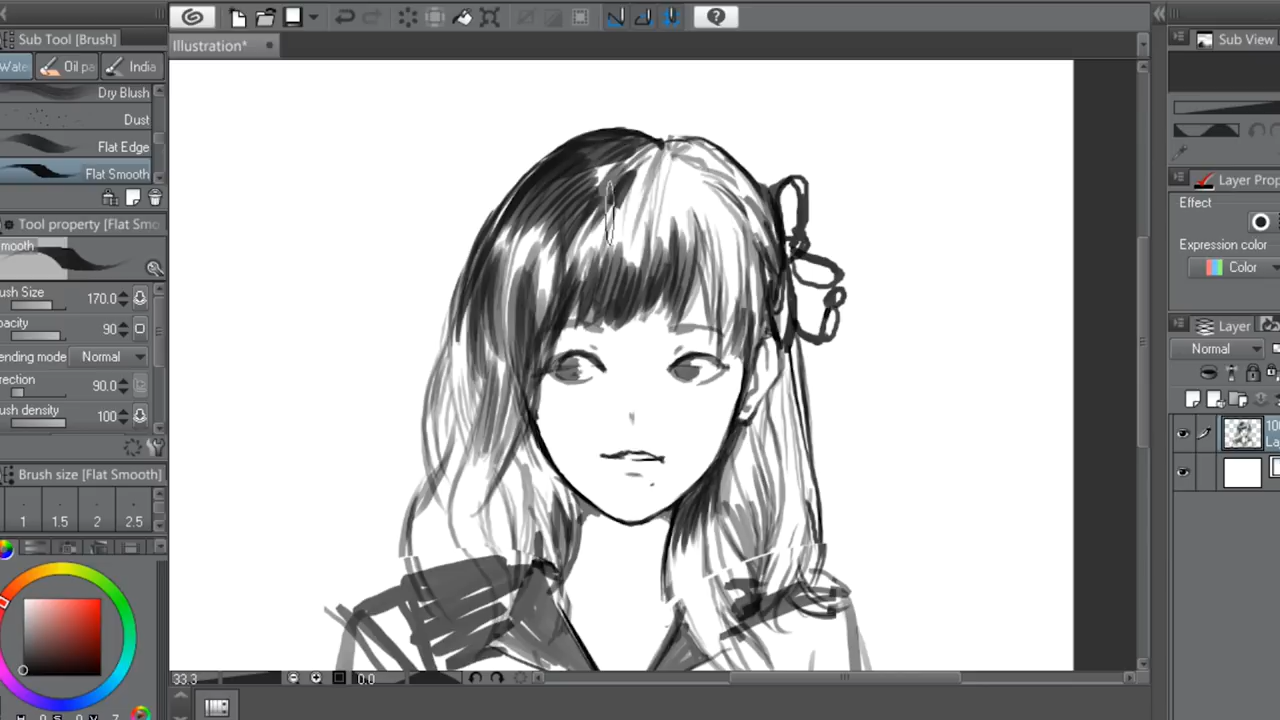 Sub Tool [Brush]
Sub View
Illustration*
Wate
Oil pa
India
Dry Blush
Dust
Flat Edge
Flat Smooth
Layer Prop
Effect
Tool property [Flat Smo
mooth
Expression color
Color
ush Size
170.0
pacity
90
Layer
ending mode
Normal
Normal
rection
90.0
ush density
100
10
La
Brush size [Flat Smooth]
1
1.5
2
2.5
33.3
0.0